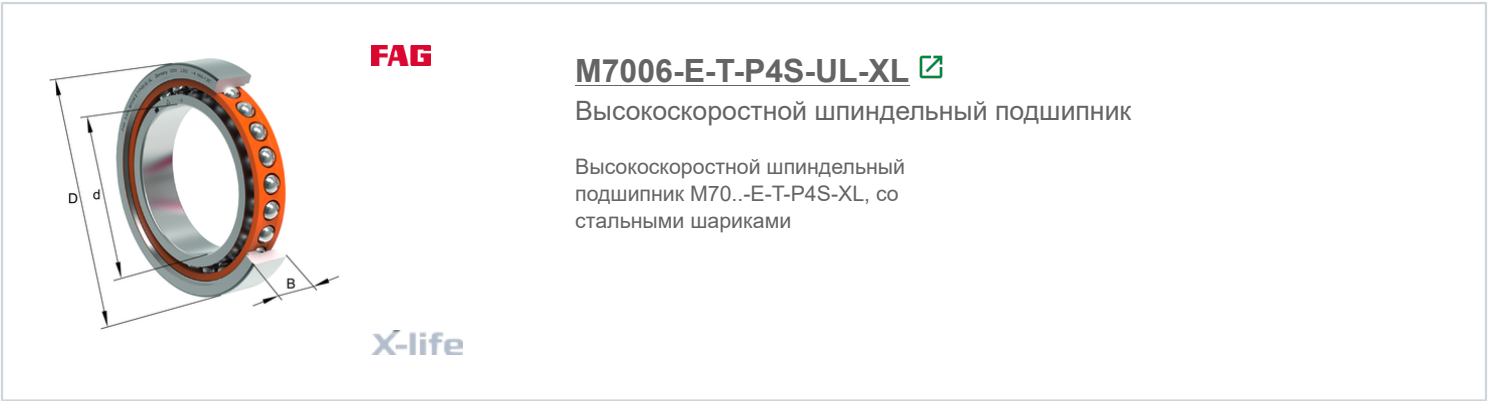 FAG
M7006-E-T-P4S-UL-XL
Высокоскоростной шпиндельный подшипник
Высокоскоростной шпиндельный
подшипник M70..-E-T-P4S-XL, со
стальными шариками
D
d
B
X-life